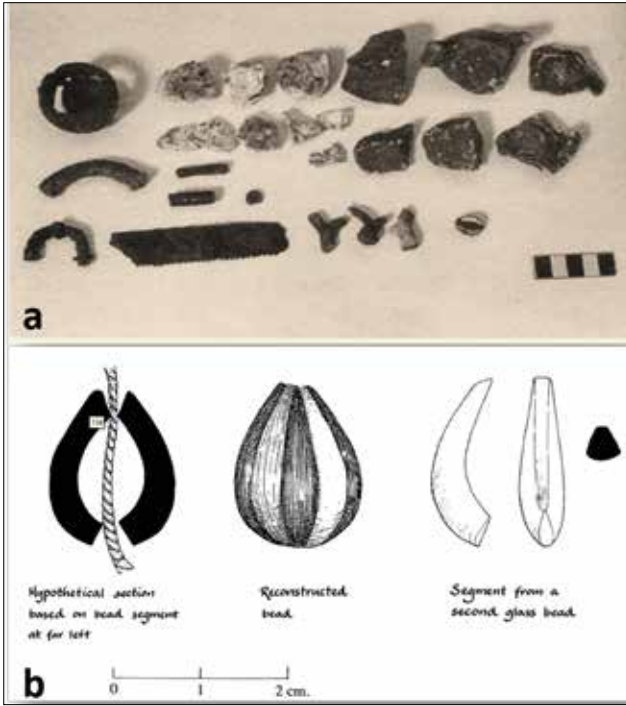 a
Hypothetical section
based on bead segment
at far left
Reconstructed
bead
Segment from a
second glass bead
b
0 1 2 cm.